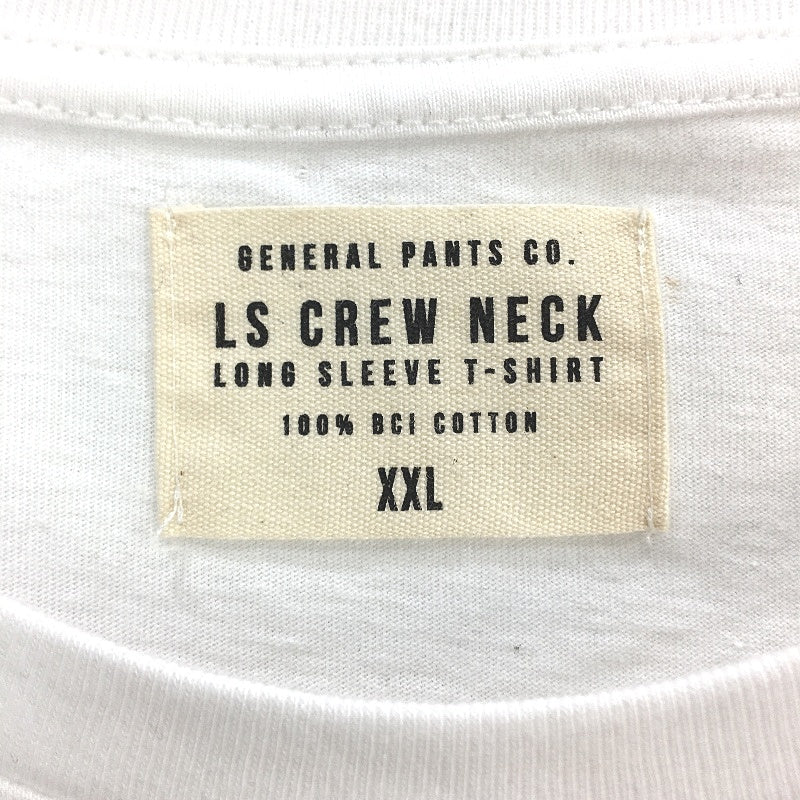 GENERAL PANTS CO.
LS CREW NECK
LONG SLEEVE T-SHIRT
100% BCI COTTON
XXL